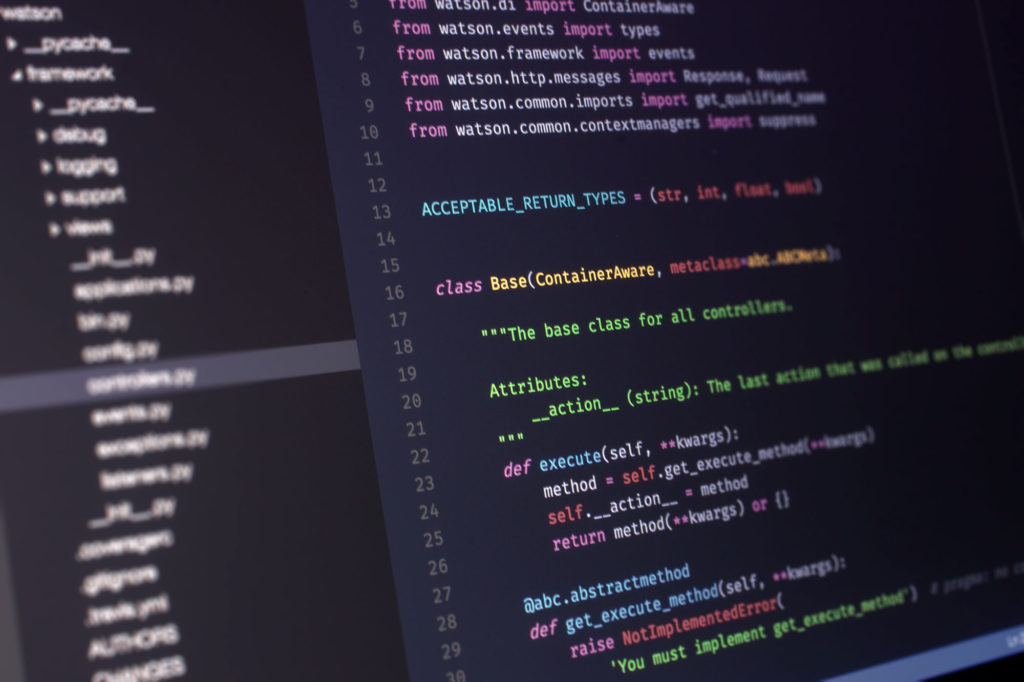 watson
__pycache__
framework
__pycache__
debug
logging
support
views
__init__.py
applications.py
bin.py
config.py
controllers.py
events.py
exceptions.py
listeners.py
__init__.py
.coveragerc
.gitignore
.travis.yml
AUTHORS
CHANGES
5 from watson.di import ContainerAware
6 from watson.events import types
7 from watson.framework import events
8 from watson.http.messages import Response, Request
9 from watson.common.imports import get_qualified_name
10 from watson.common.contextmanagers import suppress
11
12
13 ACCEPTABLE_RETURN_TYPES = (str, int, float, bool)
14
15
16 class Base(ContainerAware, metaclass=abc.ABCMeta):
17
18 """The base class for all controllers.
19
20 Attributes:
21 __action__ (string): The last action that was called on the
22 """
23 def execute(self, **kwargs):
24 method = self.get_execute_method(**kwargs)
25 self.__action__ = method
26 return method(**kwargs) or {}
27
28 @abc.abstractmethod
29 def get_execute_method(self, **kwargs):
30 raise NotImplementedError(
'You must implement get_execute_method') # pragma: no